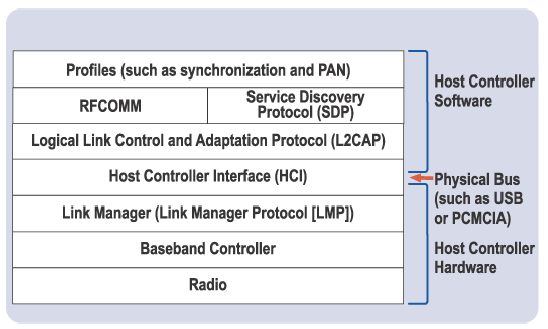 Profiles (such as synchronization and PAN)
RFCOMM
Service Discovery
Protocol (SDP)
Logical Link Control and Adaptation Protocol (L2CAP)
Host Controller Interface (HCI)
Link Manager (Link Manager Protocol [LMP])
Baseband Controller
Radio
Host Controller
Software
Physical Bus
(such as USB
or PCMCIA)
Host Controller
Hardware